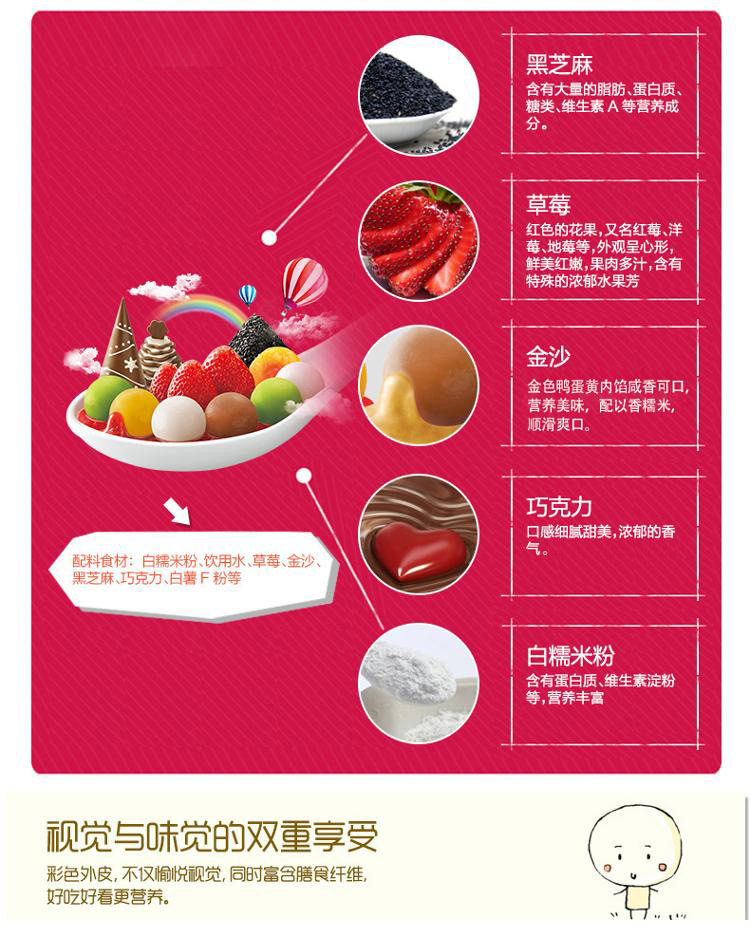 黑芝麻
含有大量的脂肪、蛋白质、
糖类、维生素 A 等营养成
分。
草莓
红色的花果,又名红莓、洋
莓、地莓等,外观呈心形,
鲜美红嫩,果肉多汁,含有
特殊的浓郁水果芳
金沙
金色鸭蛋黄内馅咸香可口,
营养美味，配以香糯米,
顺滑爽口。
巧克力
口感细腻甜美,浓郁的香
气。
配料食材：白糯米粉、饮用水、草莓、金沙、
黑芝麻、巧克力、白薯 F 粉等
白糯米粉
含有蛋白质、维生素淀粉
等,营养丰富
视觉与味觉的双重享受
彩色外皮, 不仅愉悦视觉, 同时富含膳食纤维,
好吃好看更营养。